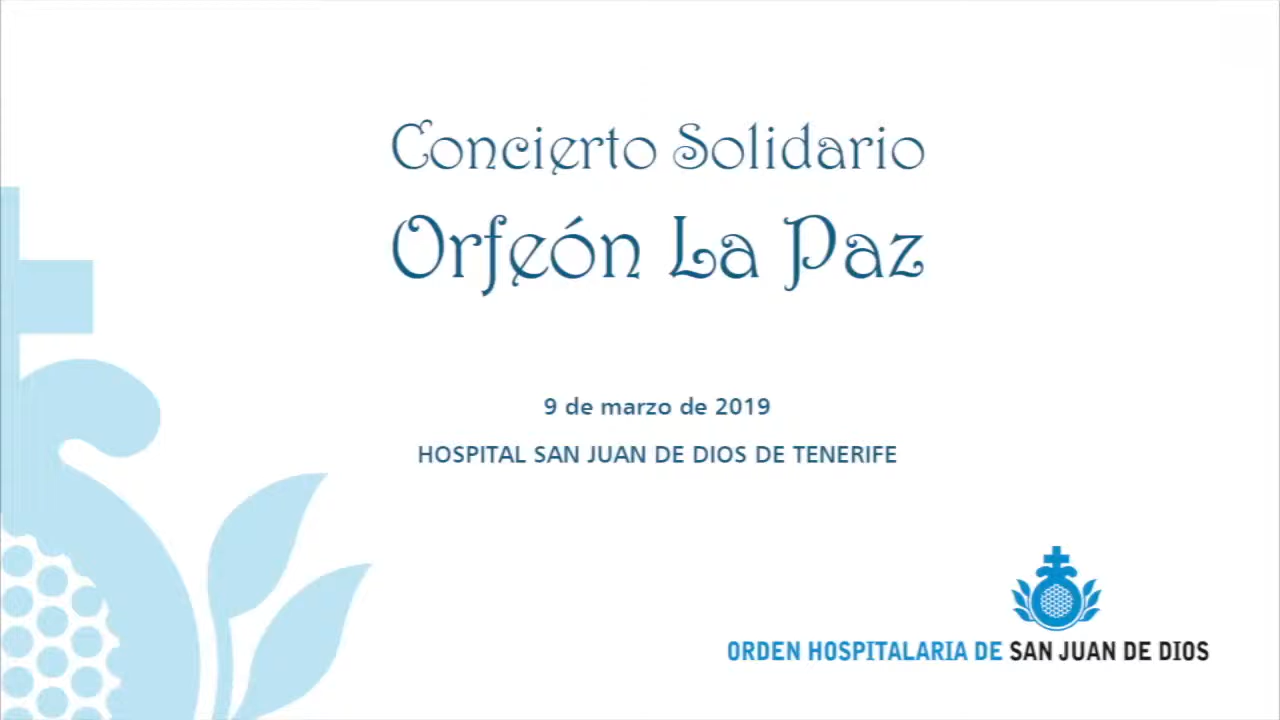 Concierto Solidario
Orfeón La Paz
9 de marzo de 2019
HOSPITAL SAN JUAN DE DIOS DE TENERIFE
ORDEN HOSPITALARIA DE SAN JUAN DE DIOS